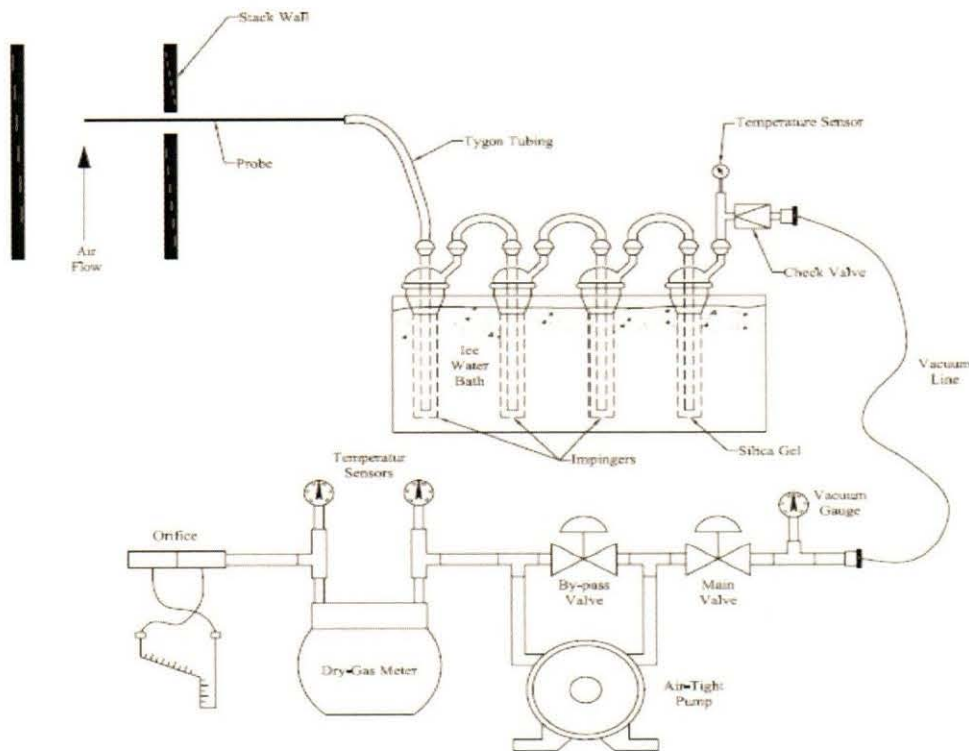 Stack Wall
Temperature Sensor
Tygon Tubing
Probe
Air
Flow
Check Valve
Ice
Water
Bath
Vacuum
Line
Temperatur
Sensors
Impingers
Silica Gel
Vacuum
Gauge
Orifice
By-pass
Valve
Main
Valve
Dry-Gas Meter
Air-Tight
Pump